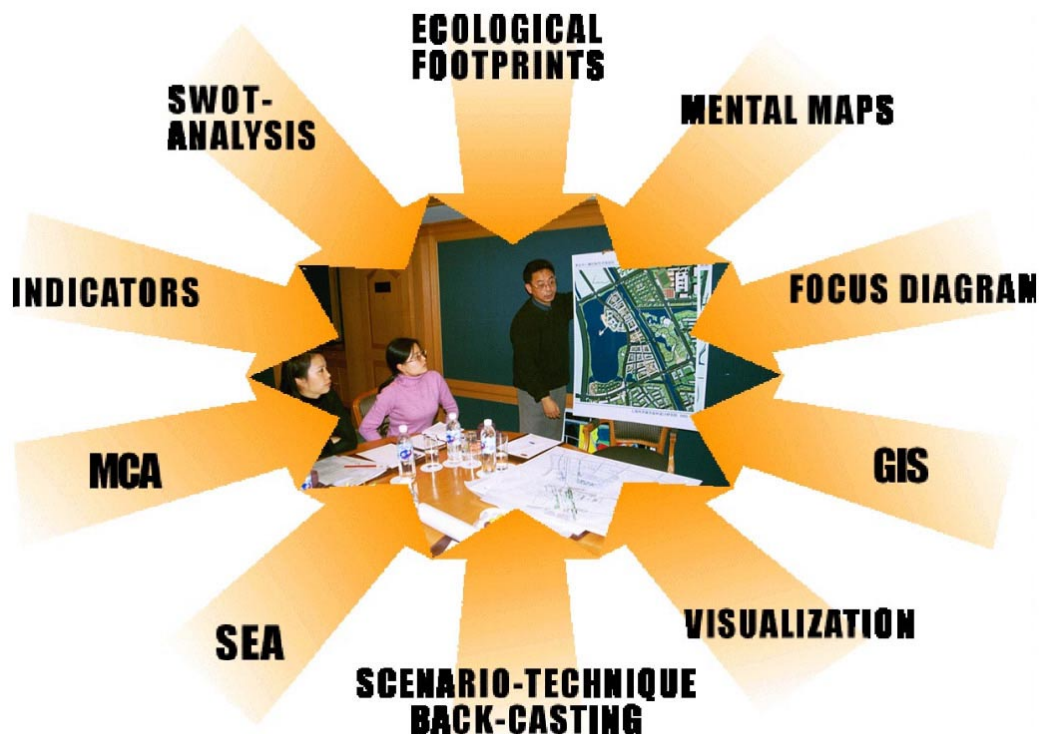 ECOLOGICAL
FOOTPRINTS
SWOT-
ANALYSIS
MENTAL MAPS
INDICATORS
FOCUS DIAGRAM
MCA
GIS
SEA
VISUALIZATION
SCENARIO-TECHNIQUE
BACK-CASTING